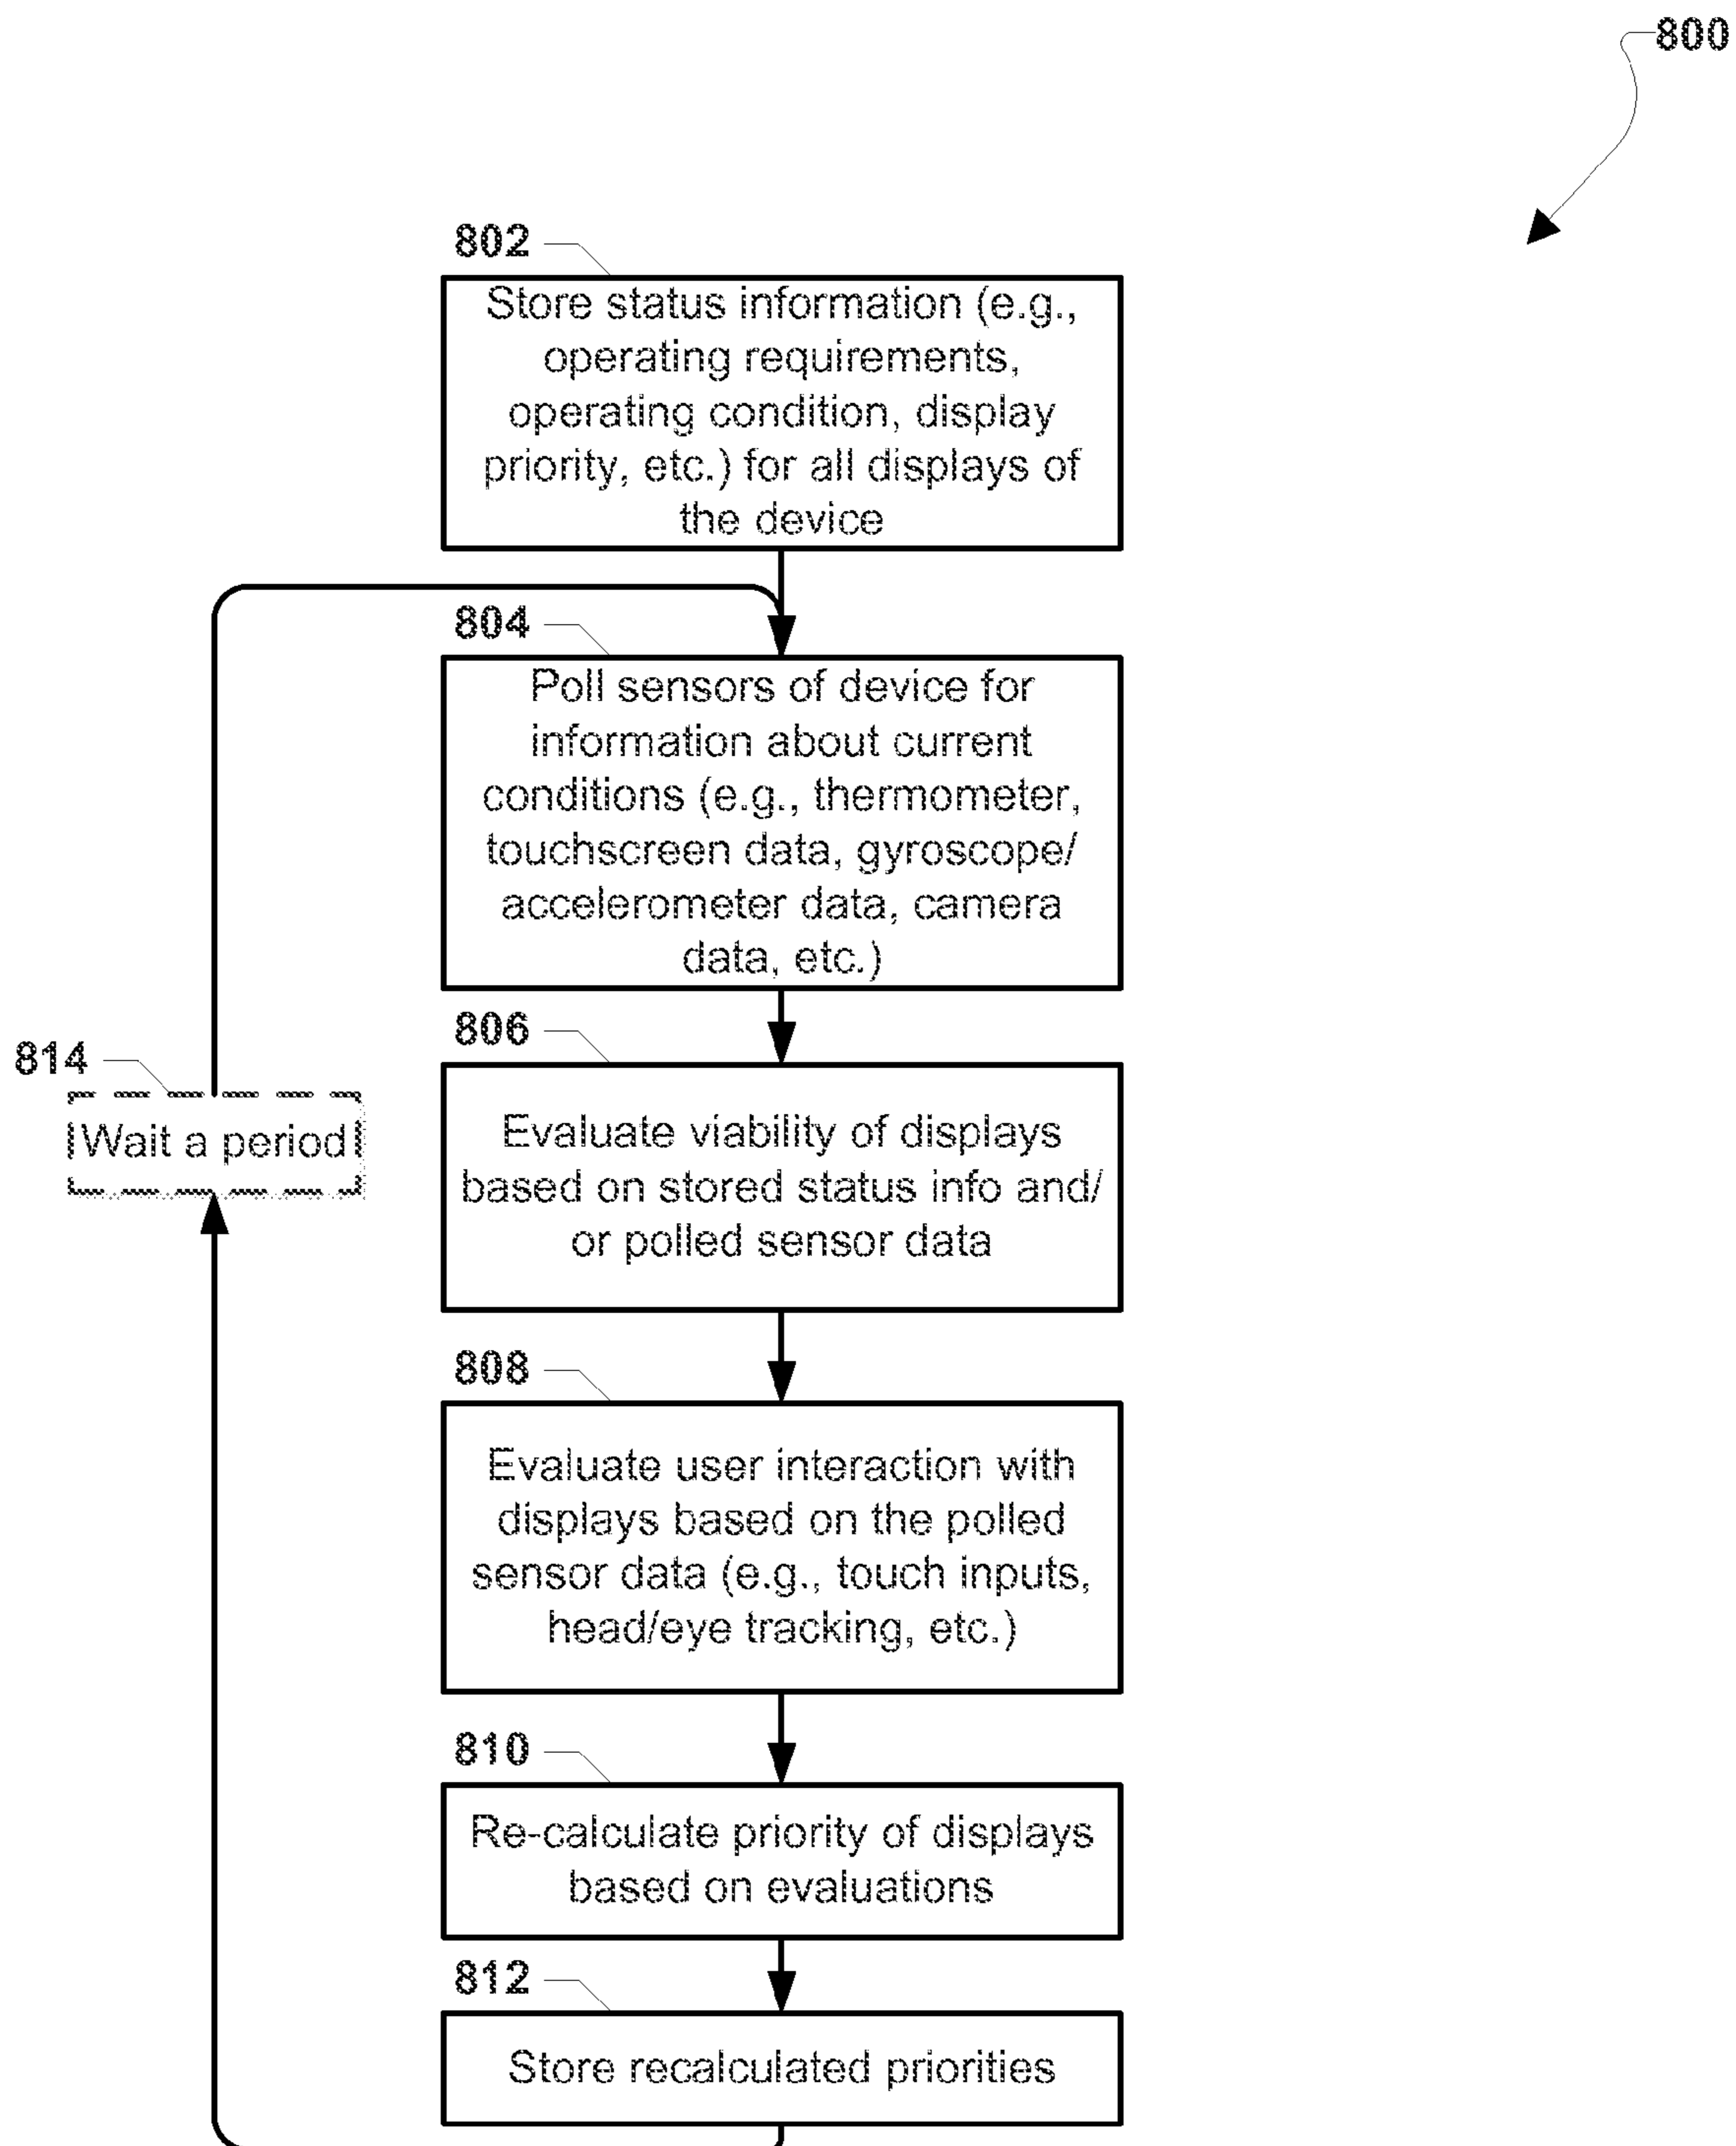 800
802
Store status information (e.g.,
operating requirements,
operating condition, display
priority, etc.) for all displays of
the device
804
Poll sensors of device for
information about current
conditions (e.g., thermometer,
touchscreen data, gyroscope/
accelerometer data, camera
data, etc.)
806
814
Wait a period
Evaluate viability of displays
based on stored status info and/
or polled sensor data
808
Evaluate user interaction with
displays based on the polled
sensor data (e.g., touch inputs,
head/eye tracking, etc.)
810
Re-calculate priority of displays
based on evaluations
812
Store recalculated priorities